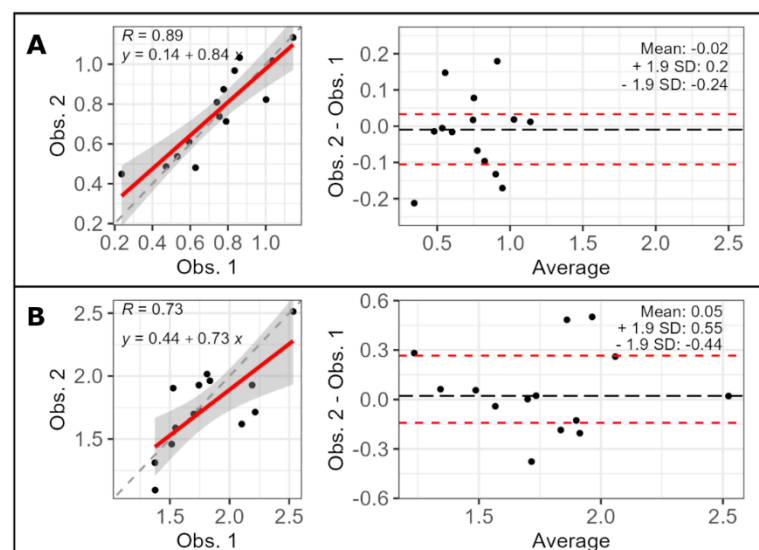 A
R = 0.89
y = 0.14 + 0.84 x
1.0
0.8
0.6
0.4
0.2
0.2 0.4 0.6 0.8 1.0
Obs. 2
Obs. 1
Mean: -0.02
+ 1.9 SD: 0.2
- 1.9 SD: -0.24
0.2
0.1
0.0
-0.1
-0.2
0.5 1.0 1.5 2.0 2.5
Obs. 2 - Obs. 1
Average
B
R = 0.73
y = 0.44 + 0.73 x
2.5
2.0
1.5
1.5 2.0 2.5
Obs. 2
Obs. 1
Mean: 0.05
+ 1.9 SD: 0.55
- 1.9 SD: -0.44
0.6
0.3
0.0
-0.3
-0.6
1.5 2.0 2.5
Obs. 2 - Obs. 1
Average